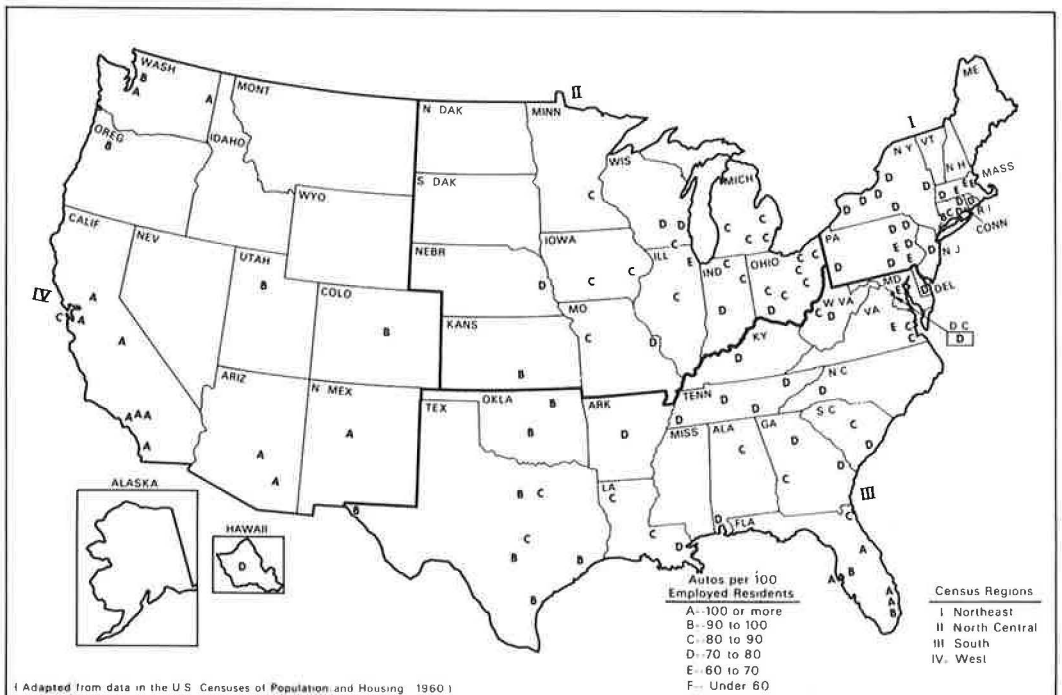 WASH
B
A
A
MONT
N DAK
MINN
II
ME
I
N Y
VT
N H
MASS
R I
CONN
OREG
B
IDAHO
S DAK
WIS
MICH
C
D D
C C
C
C C
D
D D D
D
D
D E E E
WYO
CALIF
NEV
UTAH
B
COLO
B
NEBR
D
IOWA
C C
ILL
E
C
D
IND
C
C
D
OHIO
C C
PA
D D
E D
D D
E
D
N J
IV
A
C A
A
A A A
A
KANS
B
MO
C
W VA
C D
MD
DEL
D
VA
E C
C
D C
D
KY
D
ARIZ
A
A
N MEX
A
TEX
OKLA
B
B
ARK
D
TENN
D D D
D
N C
D
S C
C
D
MISS
ALA
C
D
GA
D
C
D
LA
C
C D
III
B
B C
C
B
B
B
FLA
C
A
A B
A
A
B
ALASKA
HAWAII
D
Autos per 100
Employed Residents
A--100 or more
B--90 to 100
C--80 to 90
D--70 to 80
E--60 to 70
F-- Under 60
Census Regions
I Northeast
II North Central
III South
IV. West
( Adapted from data in the U S Censuses of Population and Housing 1960 )